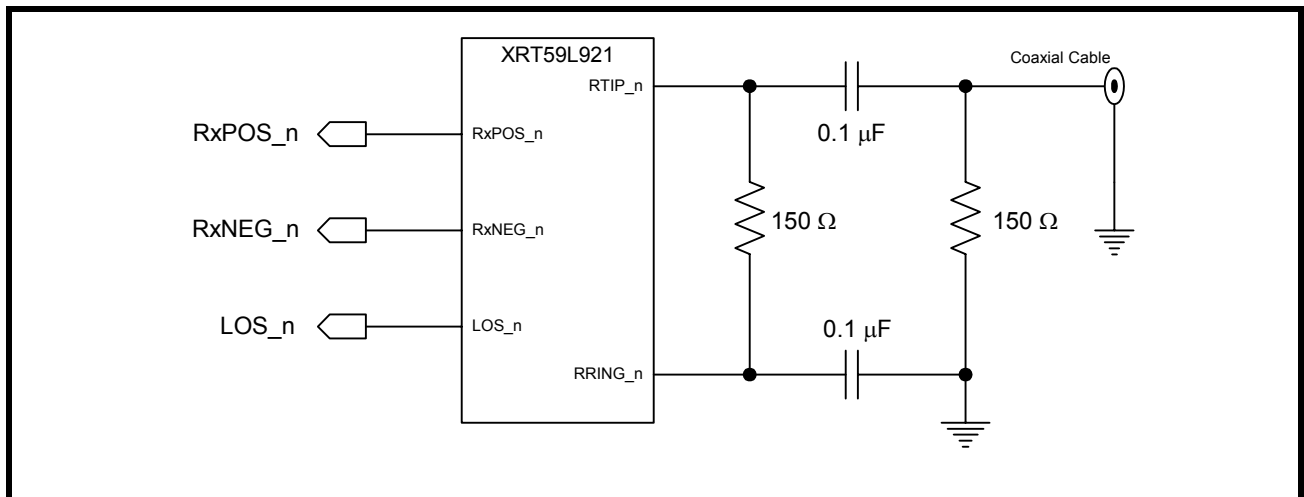 XRT59L921
Coaxial Cable
RTIP_n
RxPOS_n
RxPOS_n
0.1 μF
RxNEG_n
RxNEG_n
150 Ω
150 Ω
LOS_n
LOS_n
0.1 μF
RRING_n